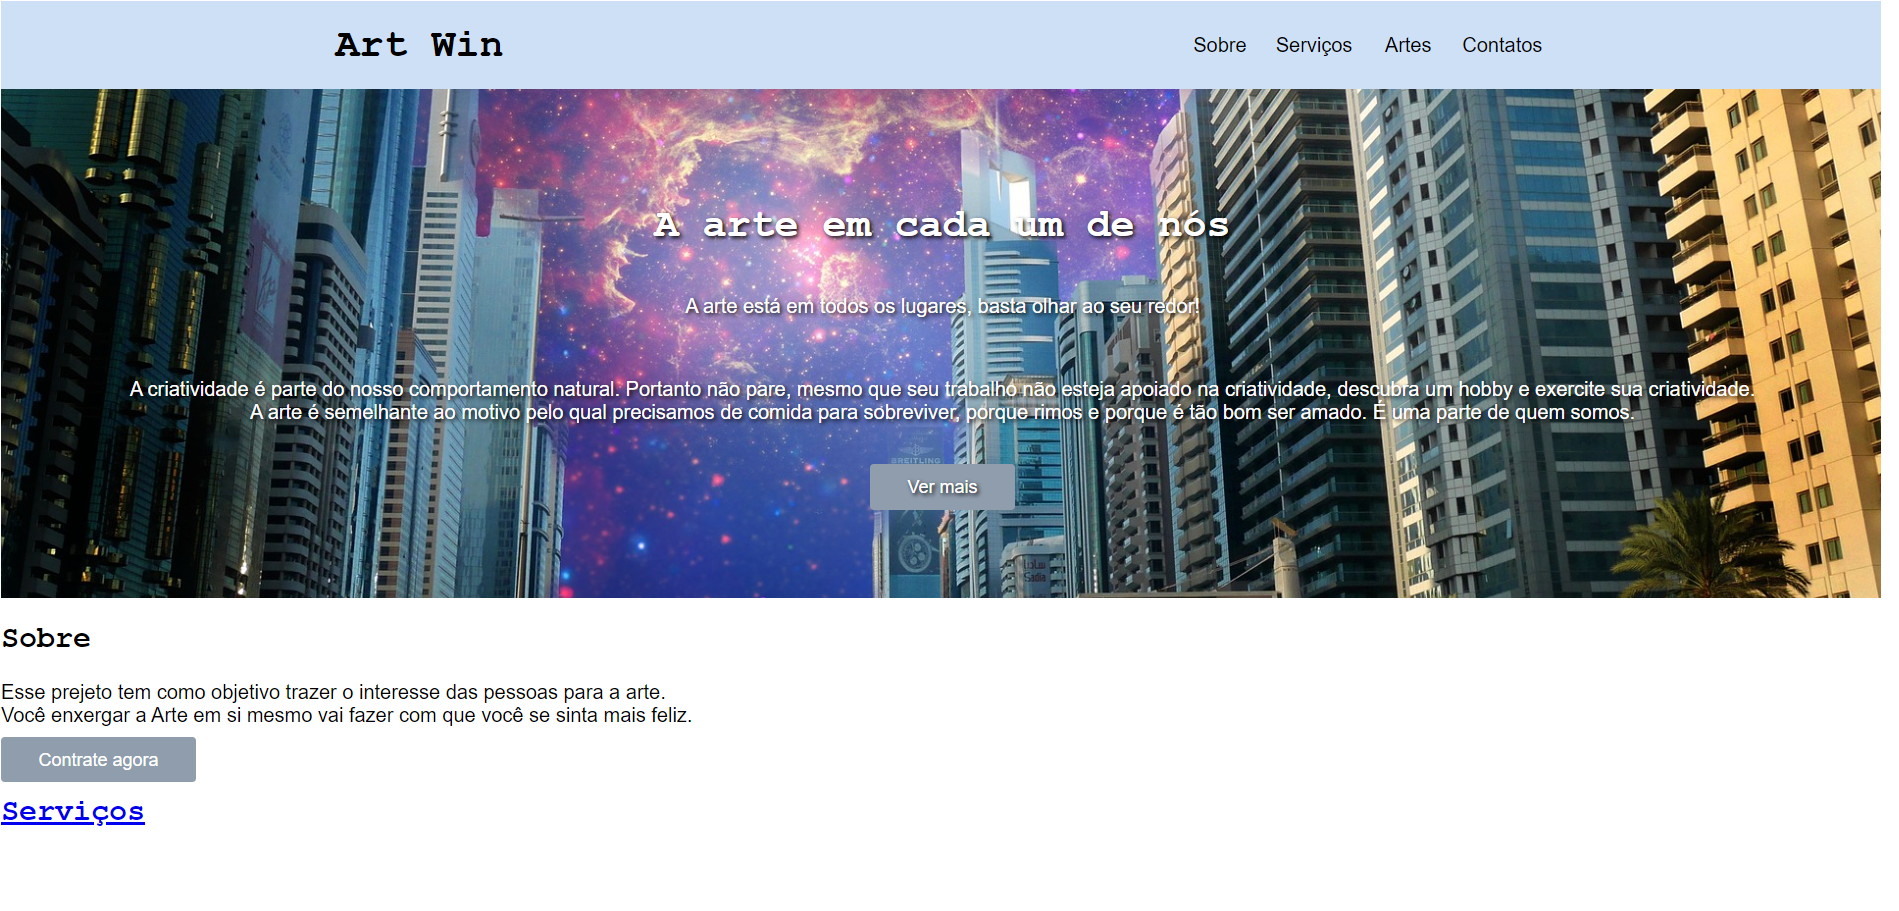 Art Win
Sobre Serviços Artes Contatos
A arte em cada um de nós
A arte está em todos os lugares, basta olhar ao seu redor!
A criatividade é parte do nosso comportamento natural. Portanto não pare, mesmo que seu trabalho não esteja apoiado na criatividade, descubra um hobby e exercite sua criatividade.
A arte é semelhante ao motivo pelo qual precisamos de comida para sobreviver, porque rimos e porque é tão bom ser amado. É uma parte de quem somos.
BREITLING
Ver mais
سادیا
Sadia
Sobre
Esse prejeto tem como objetivo trazer o interesse das pessoas para a arte.
Você enxergar a Arte em si mesmo vai fazer com que você se sinta mais feliz.
Contrate agora
Serviços